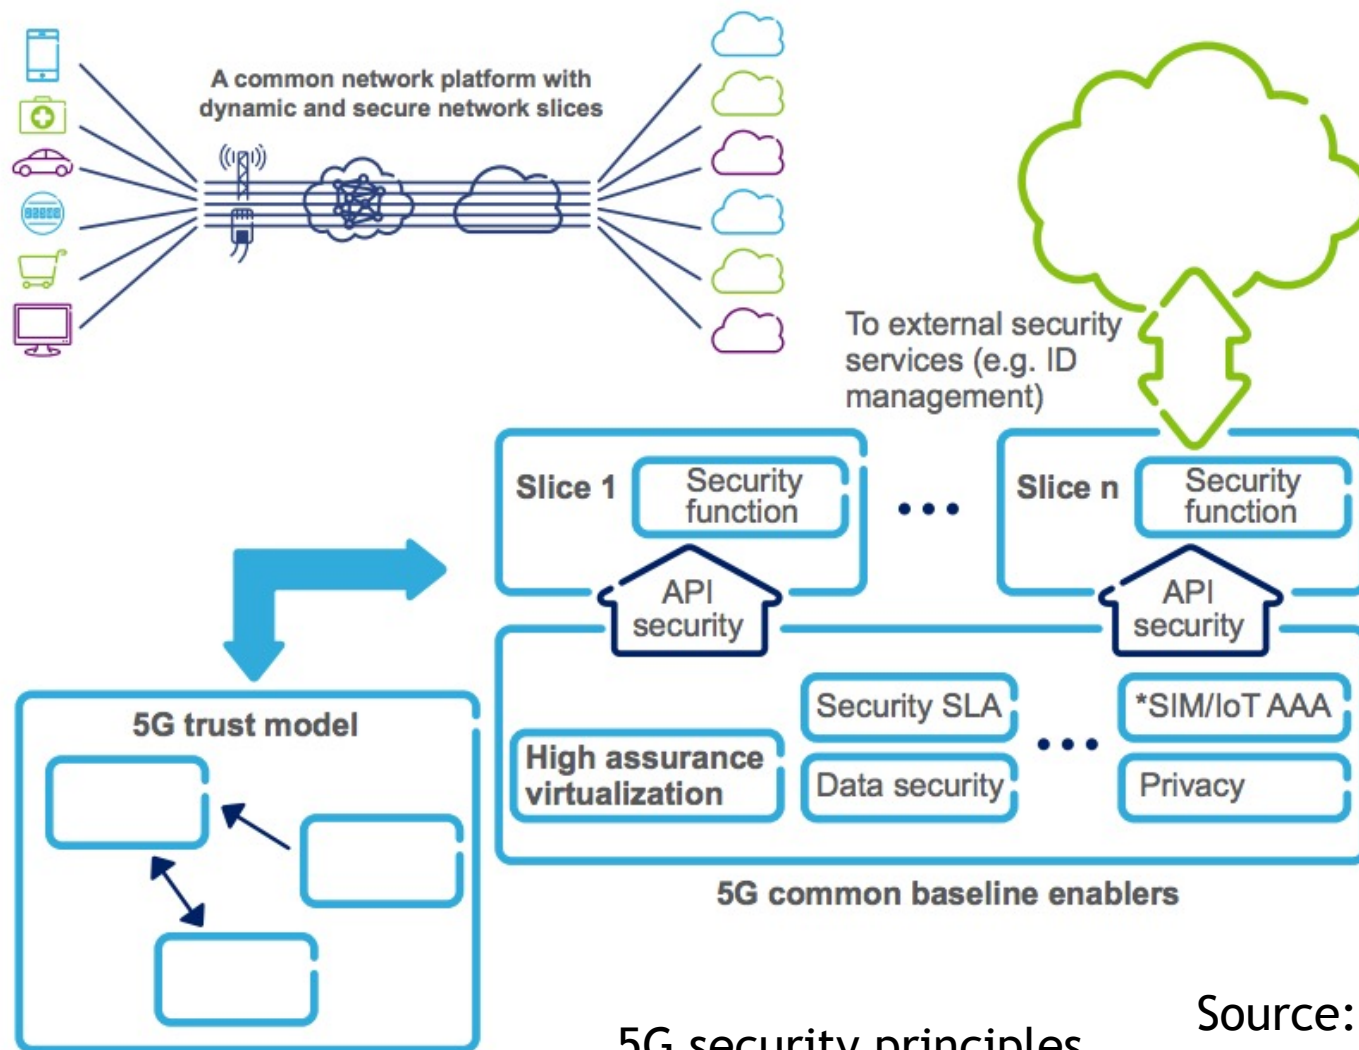 A common network platform with
dynamic and secure network slices
To external security
services (e.g. ID
management)
Slice 1
Security
function
Slice n
Security
function
API
security
API
security
5G trust model
High assurance
virtualization
Security SLA
Data security
*SIM/IoT AAA
Privacy
5G common baseline enablers
5G security principles
Source: